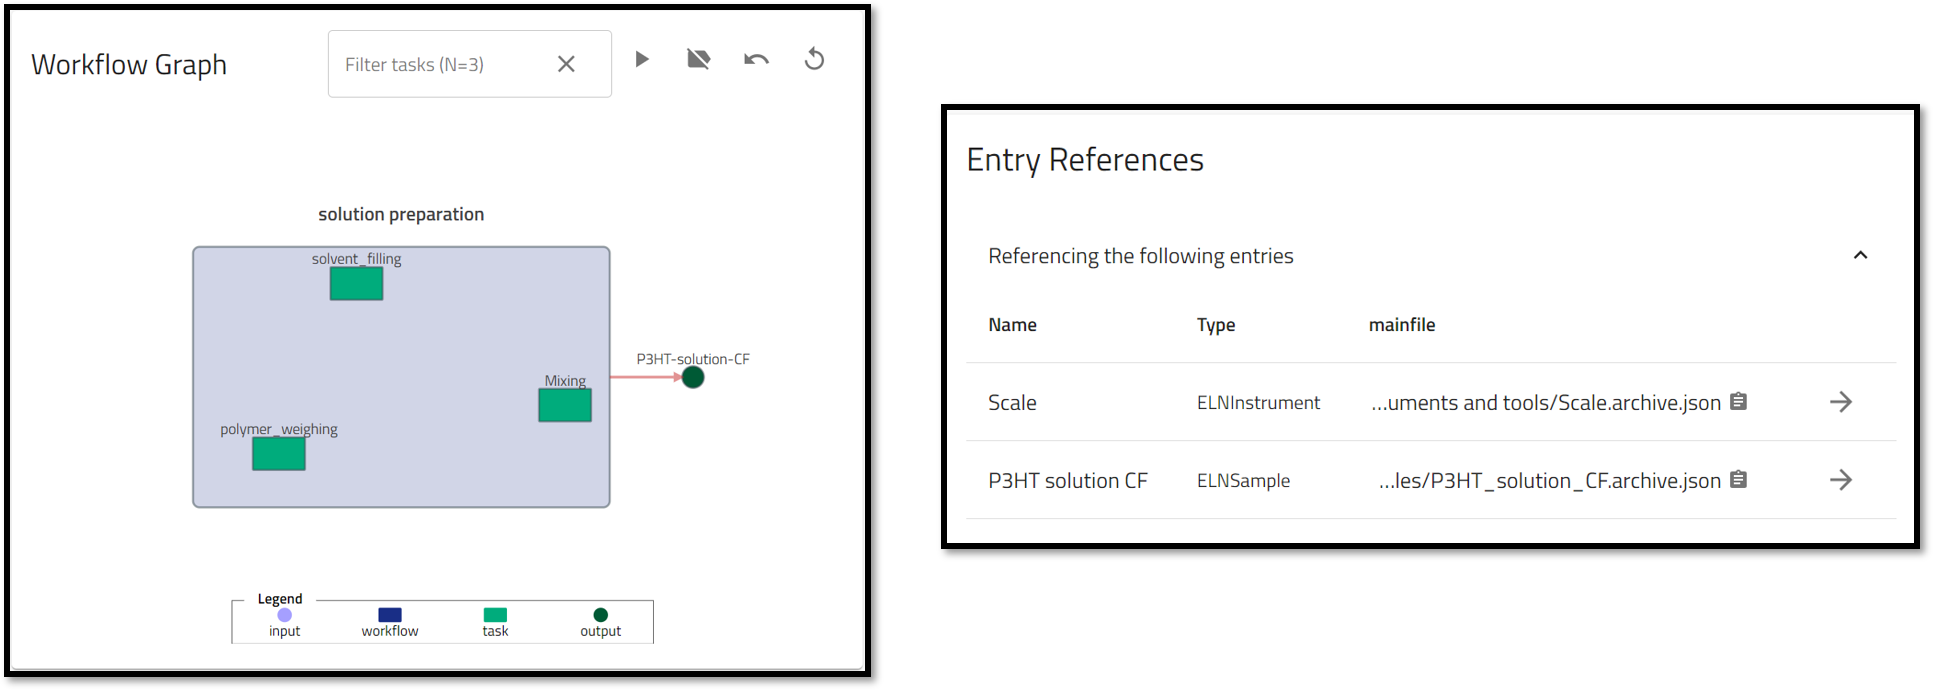 Workflow Graph
Filter tasks (N=3)
solution preparation
solvent_filling
P3HT-solution-CF
Mixing
polymer_weighing
Legend
input workflow task output
Entry References
Referencing the following entries
Name Type mainfile
Scale ELNInstrument ...uments and tools/Scale.archive.json
P3HT solution CF ELNSample ...les/P3HT_solution_CF.archive.json